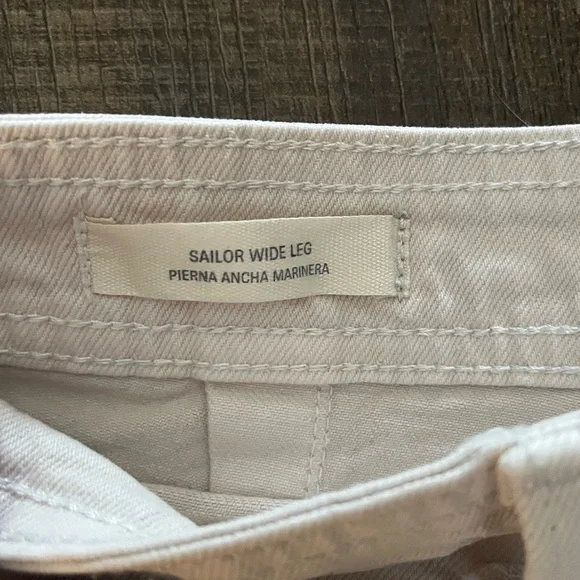 SAILOR WIDE LEG
PIERNA ANCHA MARINERA